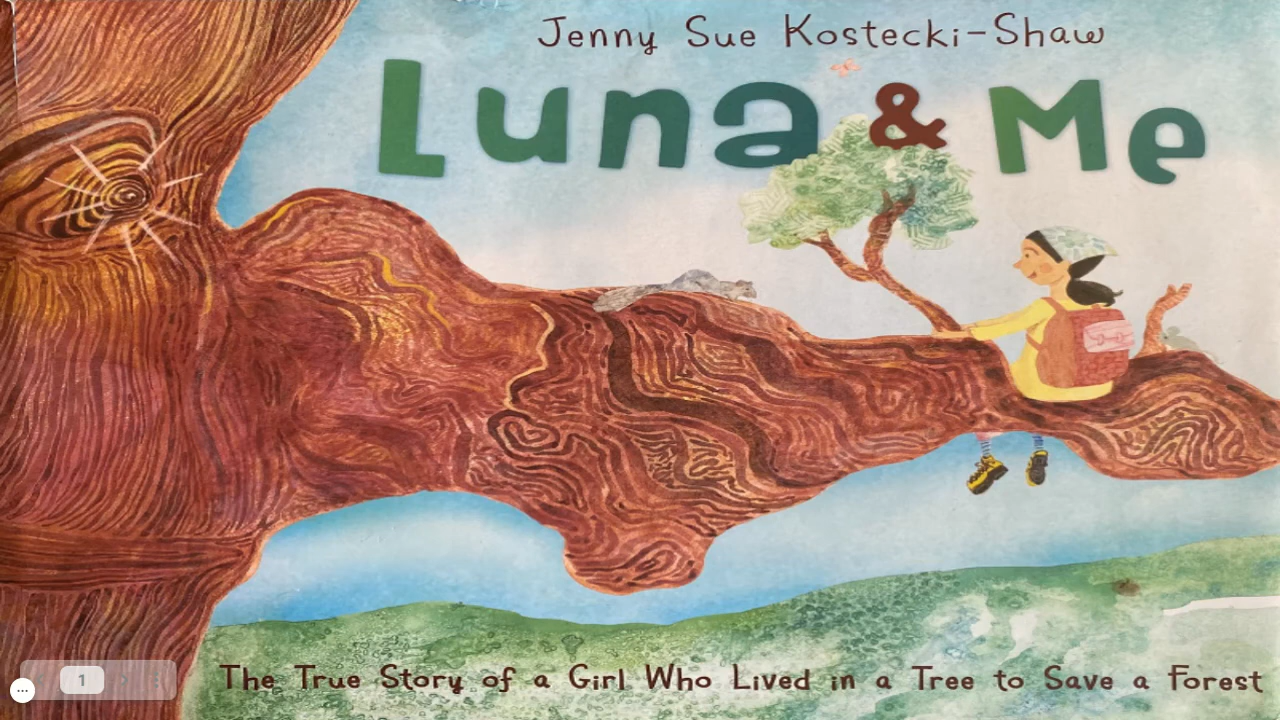 Jenny Sue Kostecki-Shaw
Luna & Me
The True Story of a Girl Who Lived in a Tree to Save a Forest
1